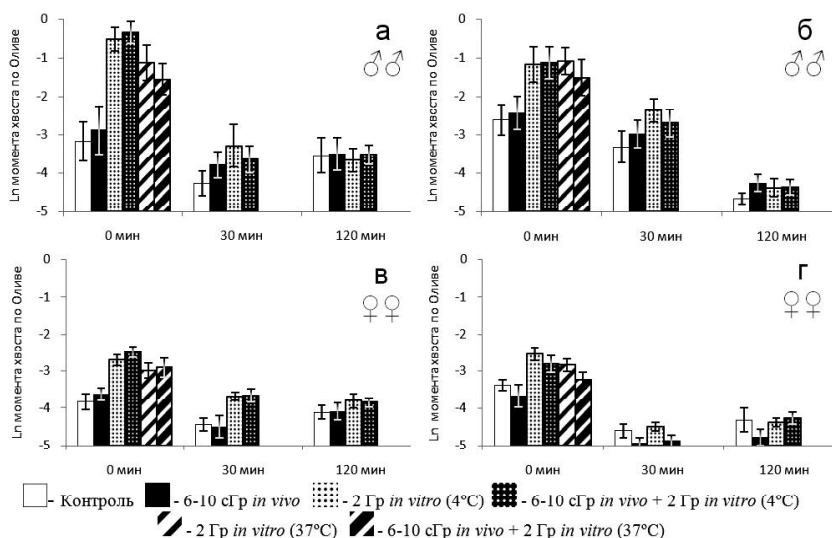 а
♂♂
Ln момента хвоста по Оливе
0
-1
-2
-3
-4
-5
0 мин 30 мин 120 мин
б
♂♂
Ln момента хвоста по Оливе
0
-1
-2
-3
-4
-5
0 мин 30 мин 120 мин
в
♀♀
Ln момента хвоста по Оливе
0
-1
-2
-3
-4
-5
0 мин 30 мин 120 мин
г
♀♀
Ln момента хвоста по Оливе
0
-1
-2
-3
-4
-5
0 мин 30 мин 120 мин
- Контроль - 6-10 сГр in vivo - 2 Гр in vitro (4°C) - 6-10 сГр in vivo + 2 Гр in vitro (4°C)
- 2 Гр in vitro (37°C) - 6-10 сГр in vivo + 2 Гр in vitro (37°C)